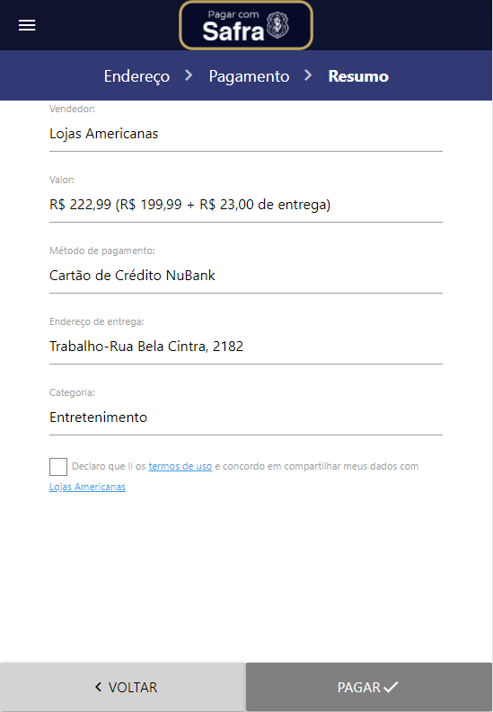 Pagar com
Safra
Endereço > Pagamento > Resumo
Vendedor:
Lojas Americanas
Valor:
R$ 222,99 (R$ 199,99 + R$ 23,00 de entrega)
Método de pagamento:
Cartão de Crédito NuBank
Endereço de entrega:
Trabalho-Rua Bela Cintra, 2182
Categoria:
Entretenimento
Declaro que li os termos de uso e concordo em compartilhar meus dados com
Lojas Americanas
VOLTAR PAGAR